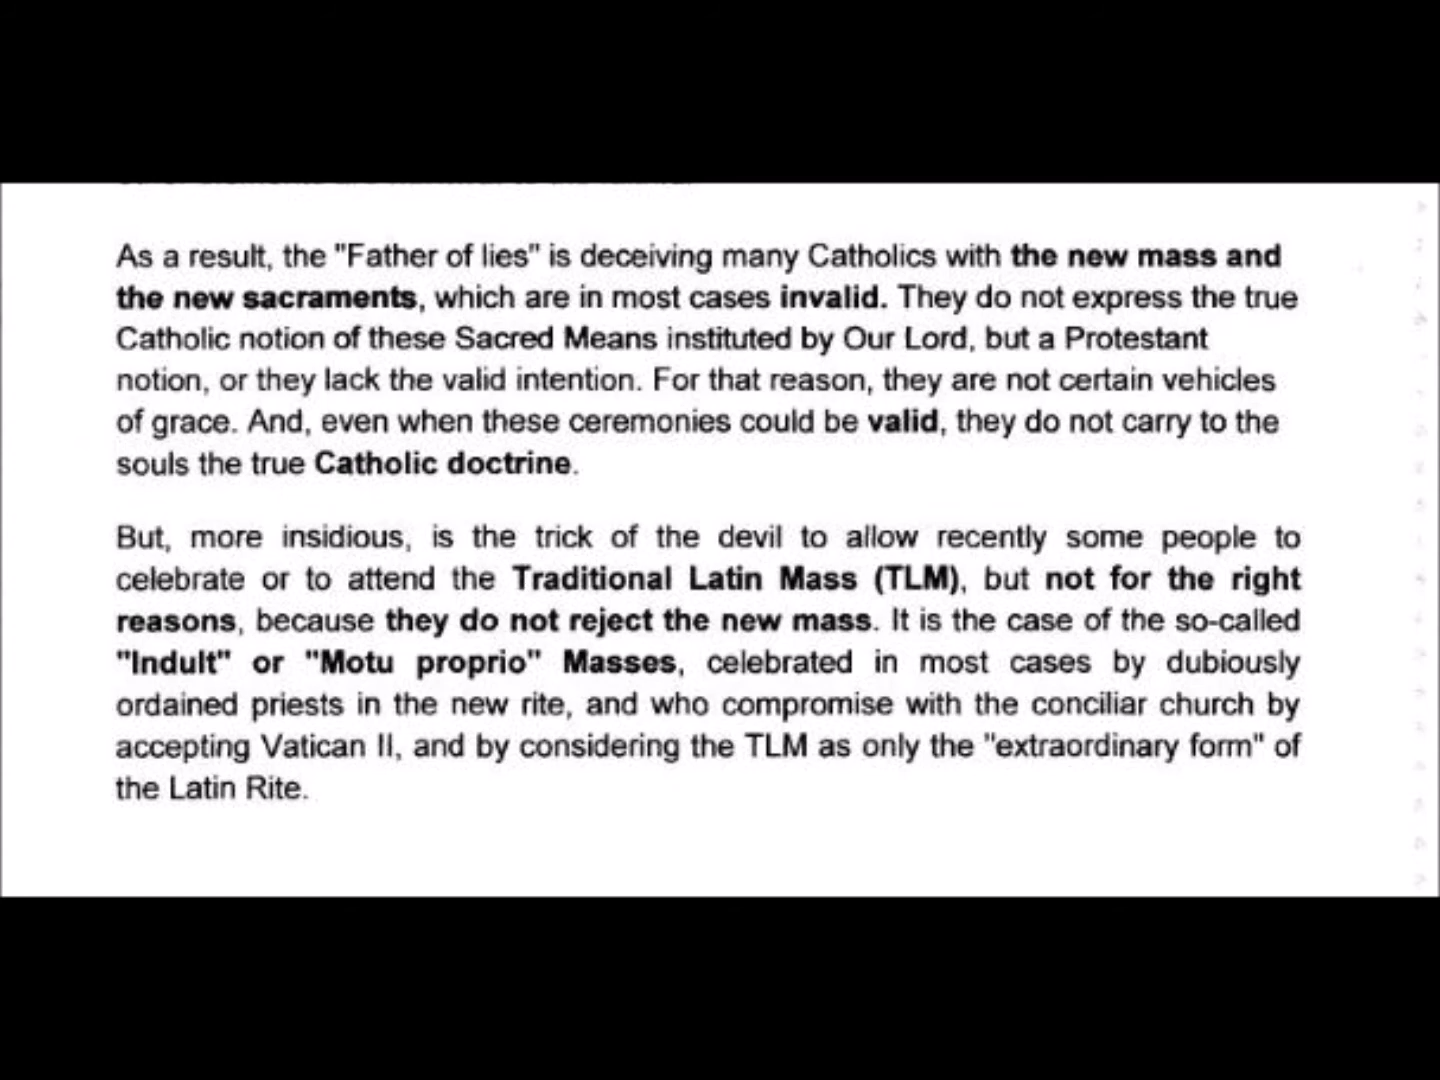 As a result, the "Father of lies" is deceiving many Catholics with the new mass and
the new sacraments, which are in most cases invalid. They do not express the true
Catholic notion of these Sacred Means instituted by Our Lord, but a Protestant
notion, or they lack the valid intention. For that reason, they are not certain vehicles
of grace. And, even when these ceremonies could be valid, they do not carry to the
souls the true Catholic doctrine.
But, more insidious, is the trick of the devil to allow recently some people to
celebrate or to attend the Traditional Latin Mass (TLM), but not for the right
reasons, because they do not reject the new mass. It is the case of the so-called
"Indult" or "Motu proprio" Masses, celebrated in most cases by dubiously
ordained priests in the new rite, and who compromise with the conciliar church by
accepting Vatican II, and by considering the TLM as only the "extraordinary form" of
the Latin Rite.